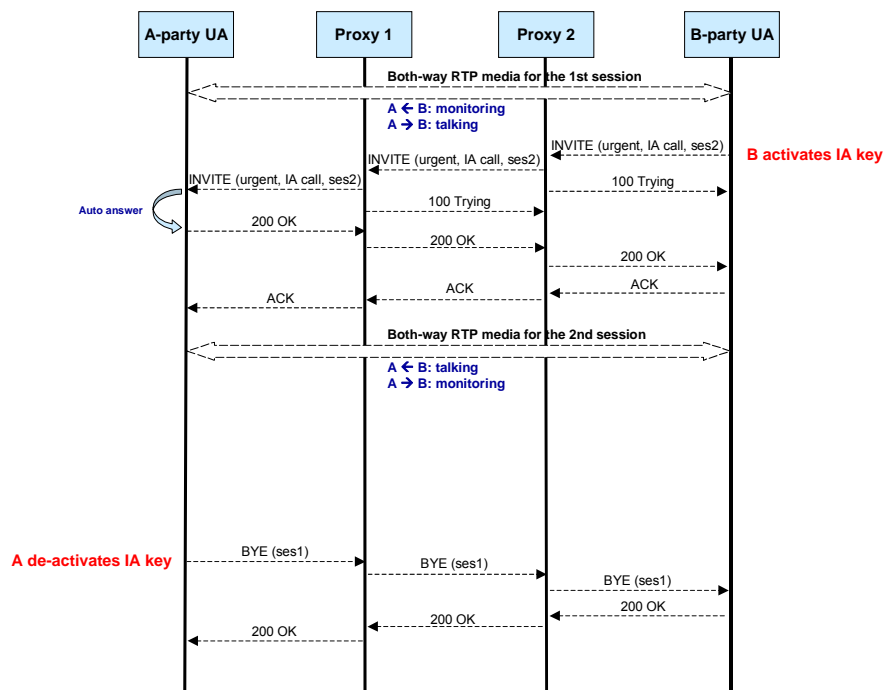 A-party UA
Proxy 1
Proxy 2
B-party UA
Both-way RTP media for the 1st session
A ← B: monitoring
A → B: talking
INVITE (urgent, IA call, ses2)
B activates IA key
INVITE (urgent, IA call, ses2)
INVITE (urgent, IA call, ses2)
100 Trying
100 Trying
Auto answer
200 OK
200 OK
200 OK
ACK
ACK
ACK
Both-way RTP media for the 2nd session
A ← B: talking
A → B: monitoring
A de-activates IA key
BYE (ses1)
BYE (ses1)
BYE (ses1)
200 OK
200 OK
200 OK